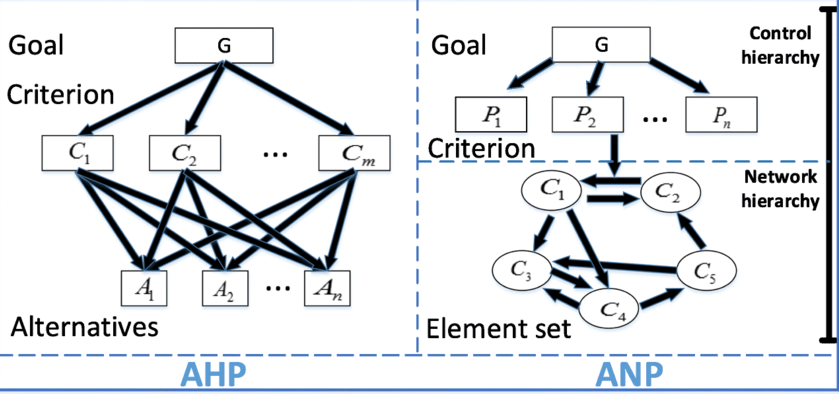 Goal
G
Criterion
C1
C2
...
Cm
A1
A2
...
An
Alternatives
AHP
Goal
G
Control
hierarchy
P1
P2
...
Pn
Criterion
Network
hierarchy
C1
C2
C3
C5
C4
Element set
ANP